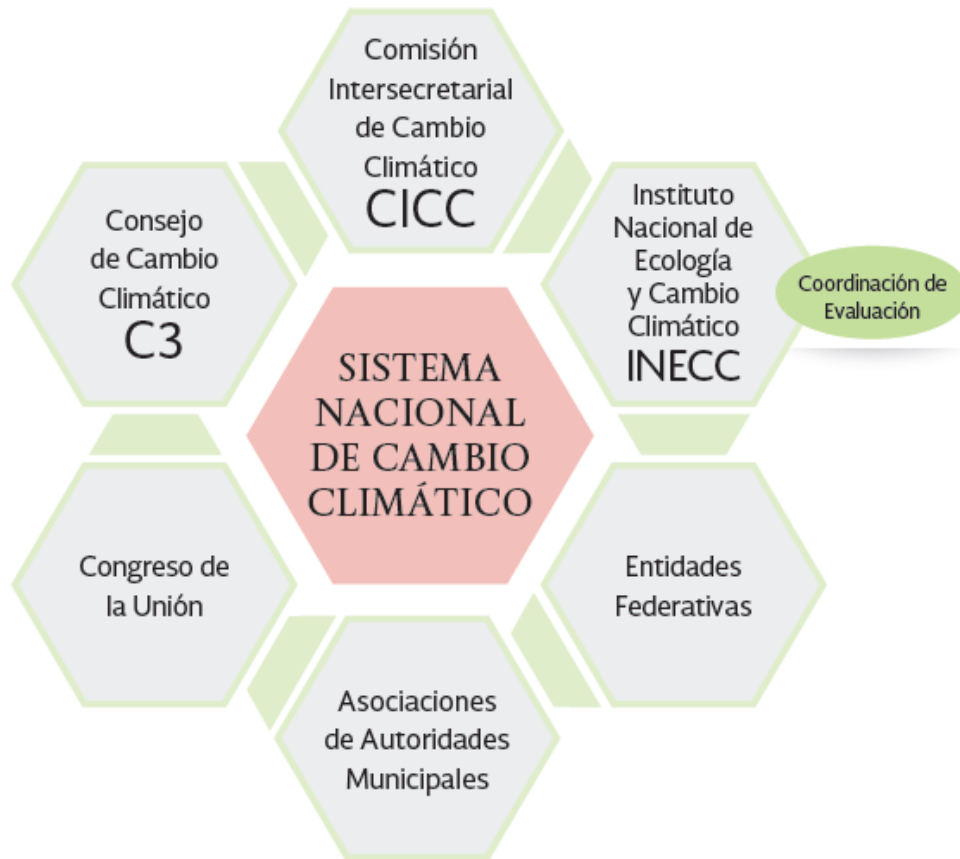 Comisión
Intersecretarial
de Cambio
Climático
CICC
Instituto
Nacional de
Ecología
y Cambio
Climático
INECC
Coordinación de
Evaluación
Consejo
de Cambio
Climático
C3
SISTEMA
NACIONAL
DE CAMBIO
CLIMÁTICO
Congreso de
la Unión
Entidades
Federativas
Asociaciones
de Autoridades
Municipales